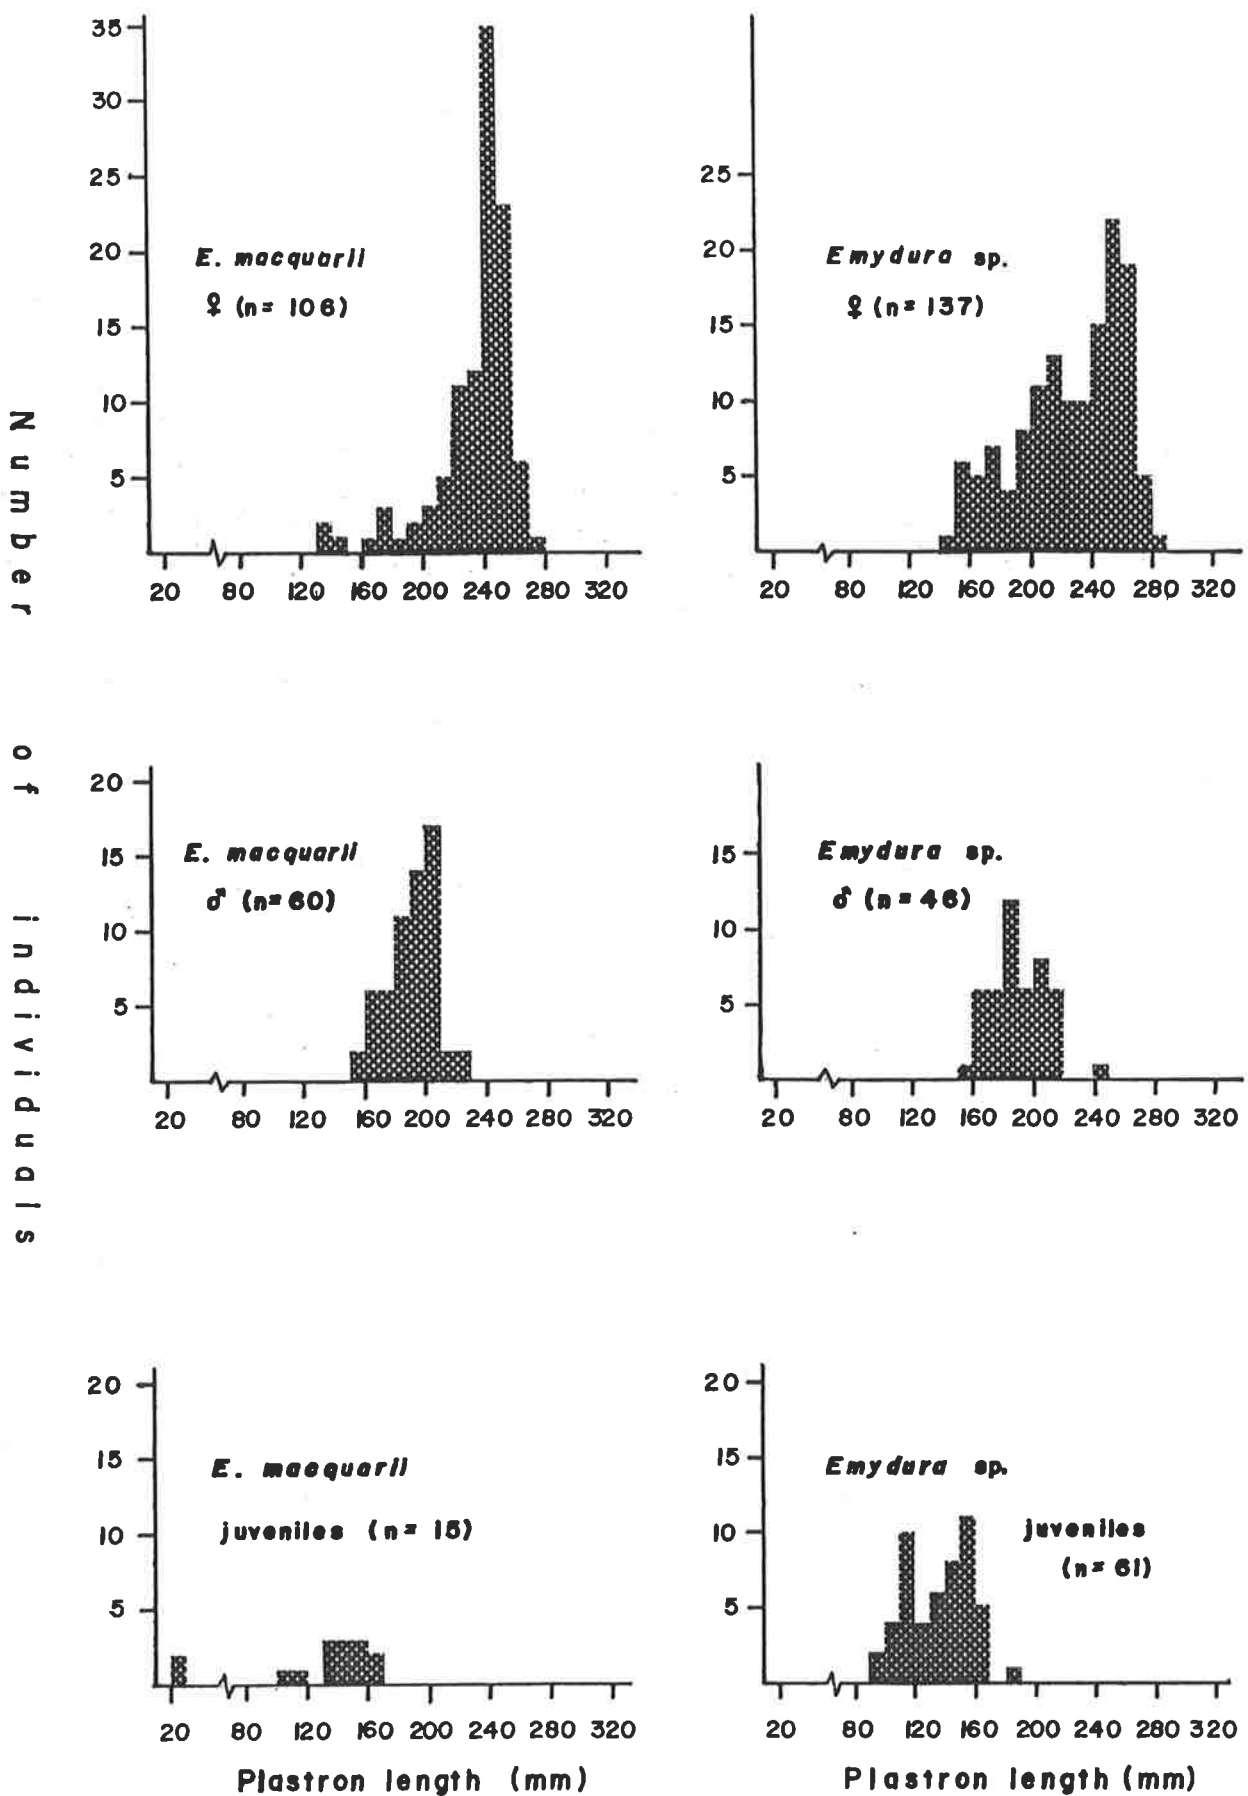 Number of individuals
35
30
25
20
15
10
5
E. macquarii
♀ (n= 106)
20 80 120 160 200 240 280 320
25
20
15
10
5
Emydura sp.
♀ (n= 137)
20 80 120 160 200 240 280 320
20
15
10
5
E. macquarii
♂ (n=60)
20 80 120 160 200 240 280 320
15
10
5
Emydura sp.
♂ (n=46)
20 80 120 160 200 240 280 320
20
15
10
5
E. macquarii
juveniles (n= 15)
20 80 120 160 200 240 280 320
Plastron length (mm)
20
15
10
5
Emydura sp.
juveniles
(n= 61)
20 80 120 160 200 240 280 320
Plastron length (mm)